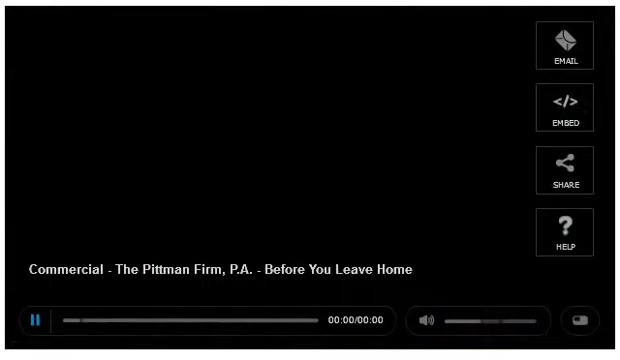 EMAIL
</>
EMBED
SHARE
?
HELP
Commercial - The Pittman Firm, P.A. - Before You Leave Home
00:00/00:00